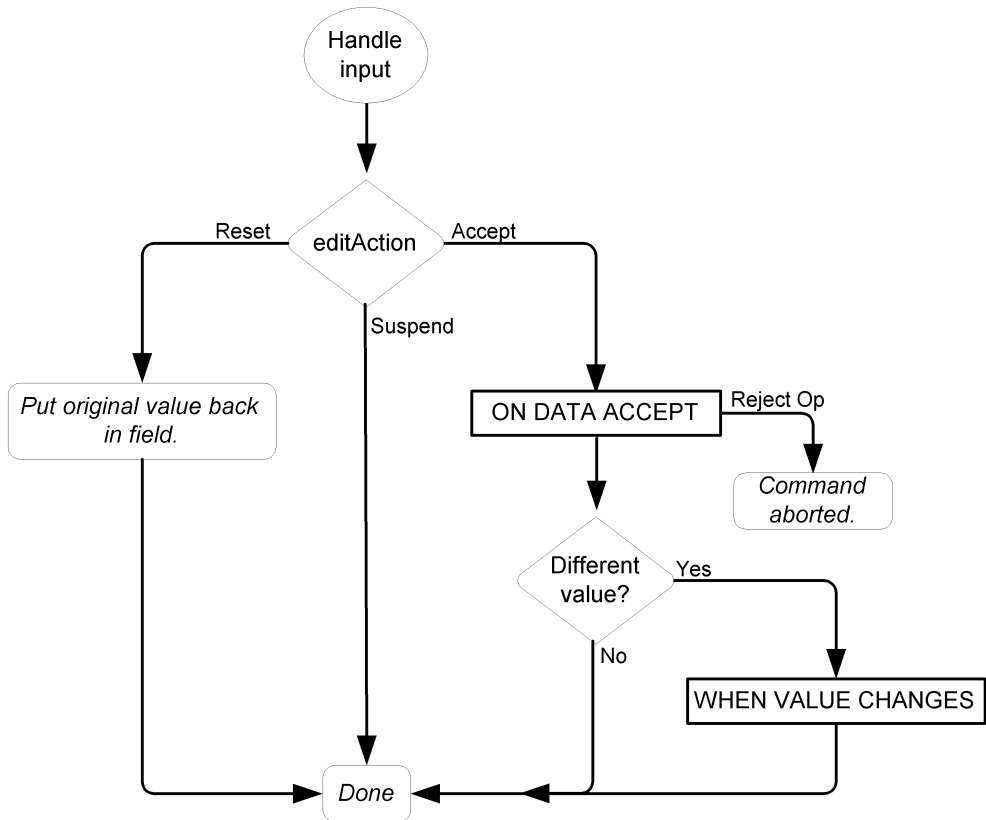 Handle
input
Reset
editAction
Accept
Suspend
Put original value back
in field.
ON DATA ACCEPT
Reject Op
Command
aborted.
Different
value?
Yes
No
WHEN VALUE CHANGES
Done